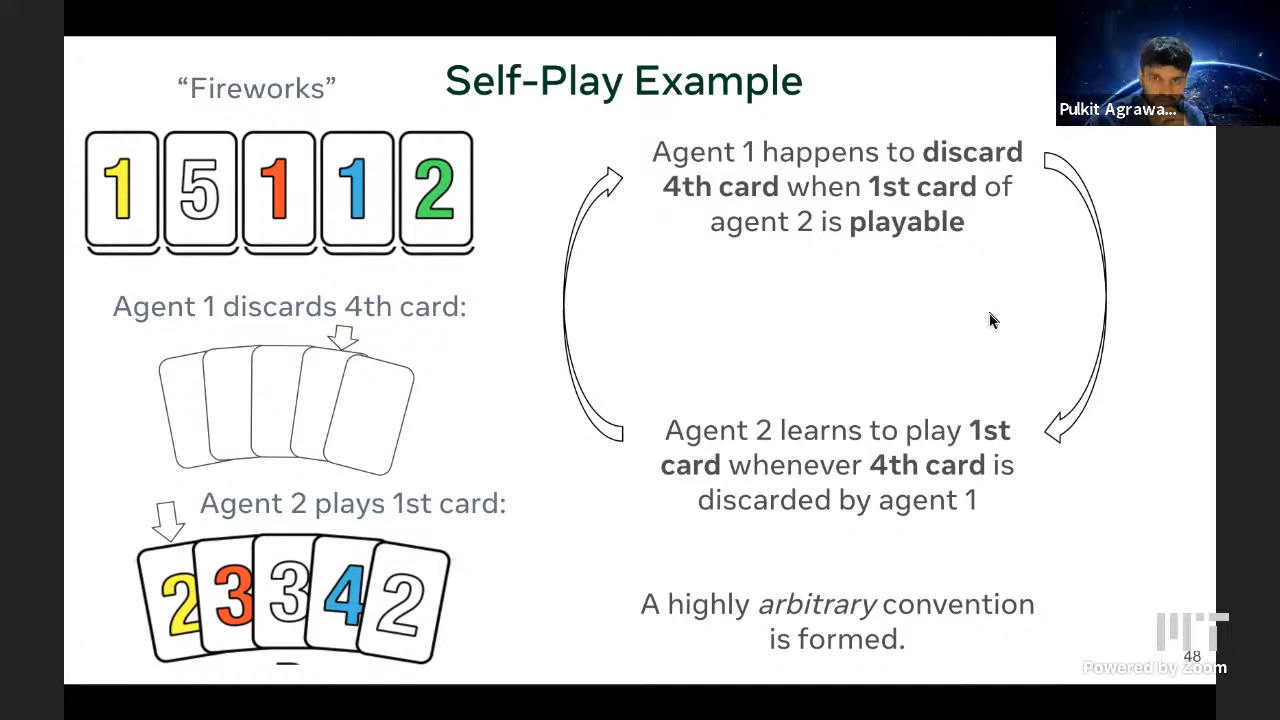 “Fireworks”
Self-Play Example
Pulkit Agrawa...
1 5 1 1 2
Agent 1 happens to discard
4th card when 1st card of
agent 2 is playable
Agent 1 discards 4th card:
Agent 2 learns to play 1st
card whenever 4th card is
discarded by agent 1
Agent 2 plays 1st card:
2 3 3 4 2
A highly arbitrary convention
is formed.
MIT
48
Powered by Zoom